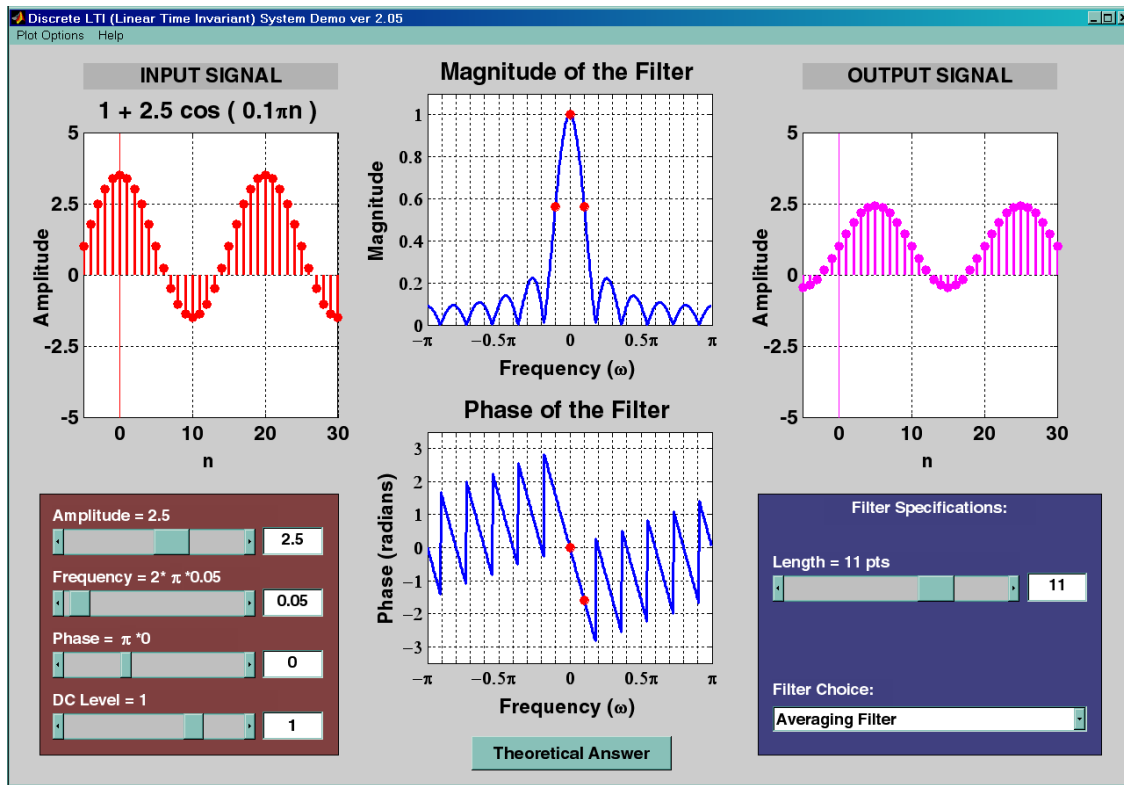 Discrete LTI (Linear Time Invariant) System Demo ver 2.05
Plot Options Help
INPUT SIGNAL
1 + 2.5 cos ( 0.1πn )
5
2.5
0
-2.5
-5
Amplitude
0 10 20 30
n
Magnitude of the Filter
1
0.8
0.6
0.4
0.2
0
Magnitude
−π −0.5π 0 0.5π π
Frequency (ω)
OUTPUT SIGNAL
5
2.5
0
-2.5
-5
Amplitude
0 10 20 30
n
Phase of the Filter
3
2
1
0
−1
−2
−3
Phase (radians)
−π −0.5π 0 0.5π π
Frequency (ω)
Amplitude = 2.5
2.5
Frequency = 2* π *0.05
0.05
Phase = π *0
0
DC Level = 1
1
Theoretical Answer
Filter Specifications:
Length = 11 pts
11
Filter Choice:
Averaging Filter